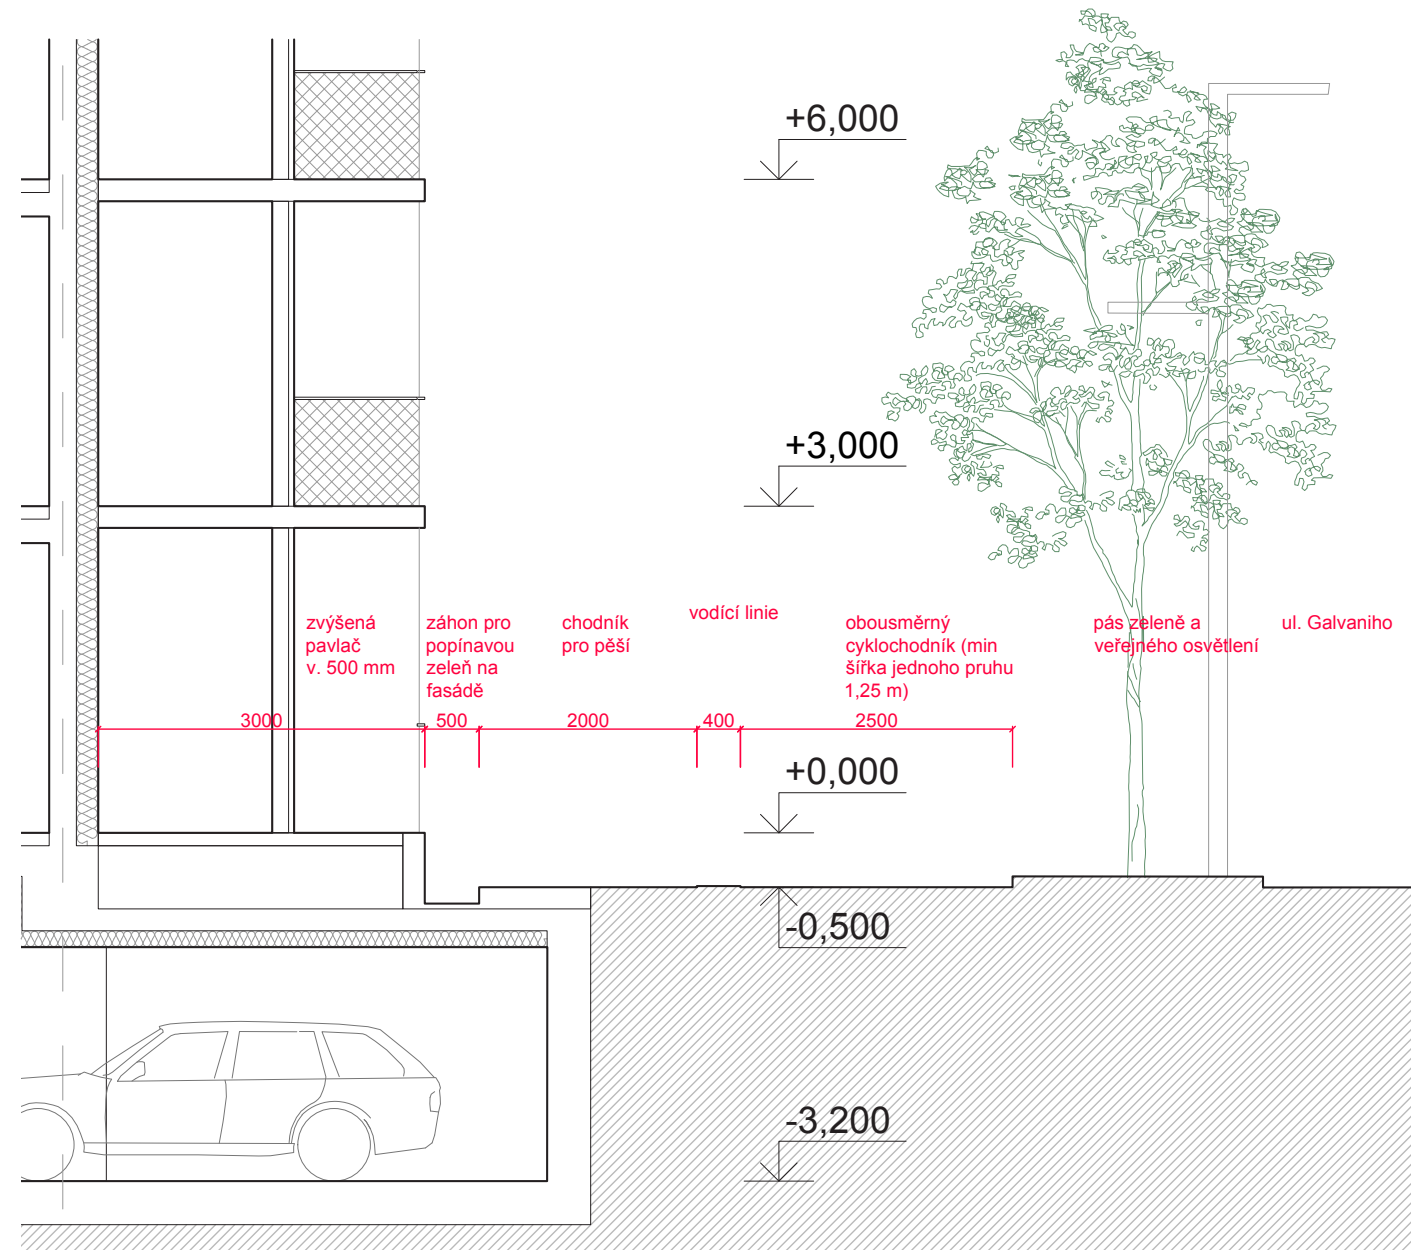 +6,000
+3,000
zvýšená
pavlač
v. 500 mm
záhon pro
popínavou
zeleň na
fasádě
chodník
pro pěší
vodící linie
obousměrný
cyklochodník (min
šířka jednoho pruhu
1,25 m)
pás zeleně a
veřejného osvětlení
ul. Galvaniho
3000
500
2000
400
2500
+0,000
-0,500
-3,200